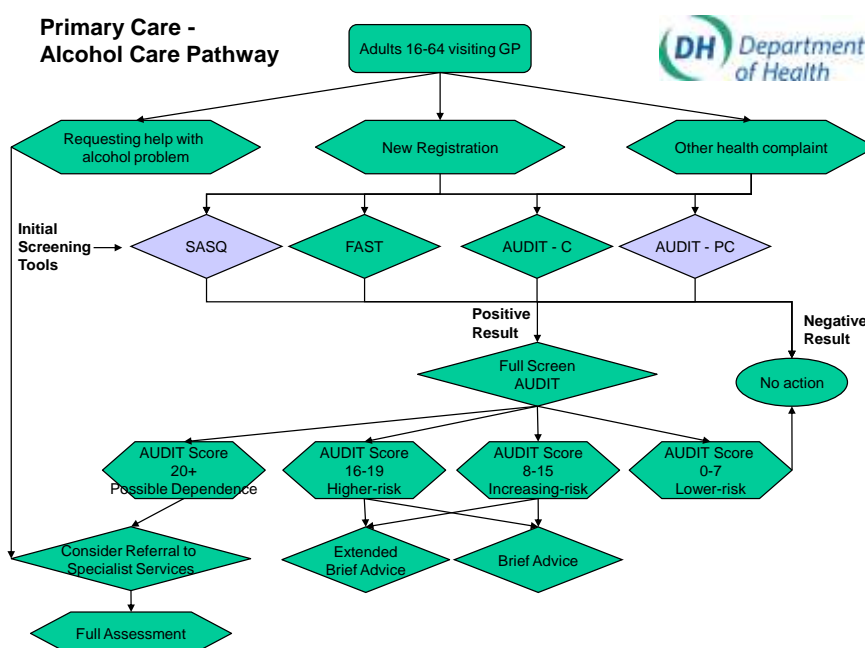 Primary Care -
Alcohol Care Pathway
Adults 16-64 visiting GP
DH Department
of Health
Requesting help with
alcohol problem
New Registration
Other health complaint
Initial
Screening
Tools
SASQ
FAST
AUDIT - C
AUDIT - PC
Positive
Result
Negative
Result
Full Screen
AUDIT
No action
AUDIT Score
20+
Possible Dependence
AUDIT Score
16-19
Higher-risk
AUDIT Score
8-15
Increasing-risk
AUDIT Score
0-7
Lower-risk
Consider Referral to
Specialist Services
Extended
Brief Advice
Brief Advice
Full Assessment